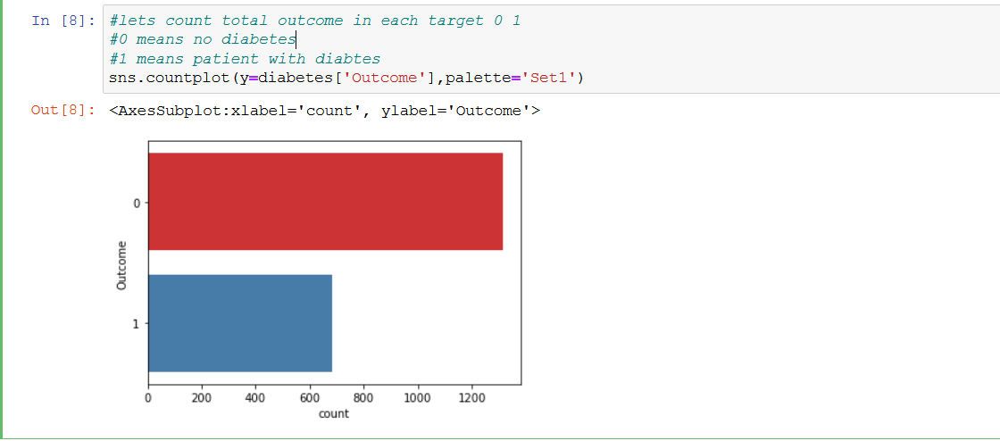 In [8]: #lets count total outcome in each target 0 1
#0 means no diabetes
#1 means patient with diabtes
sns.countplot(y=diabetes['Outcome'],palette='Set1')
Out[8]: <AxesSubplot:xlabel='count', ylabel='Outcome'>
0
Outcome
1
0 200 400 600 800 1000 1200
count